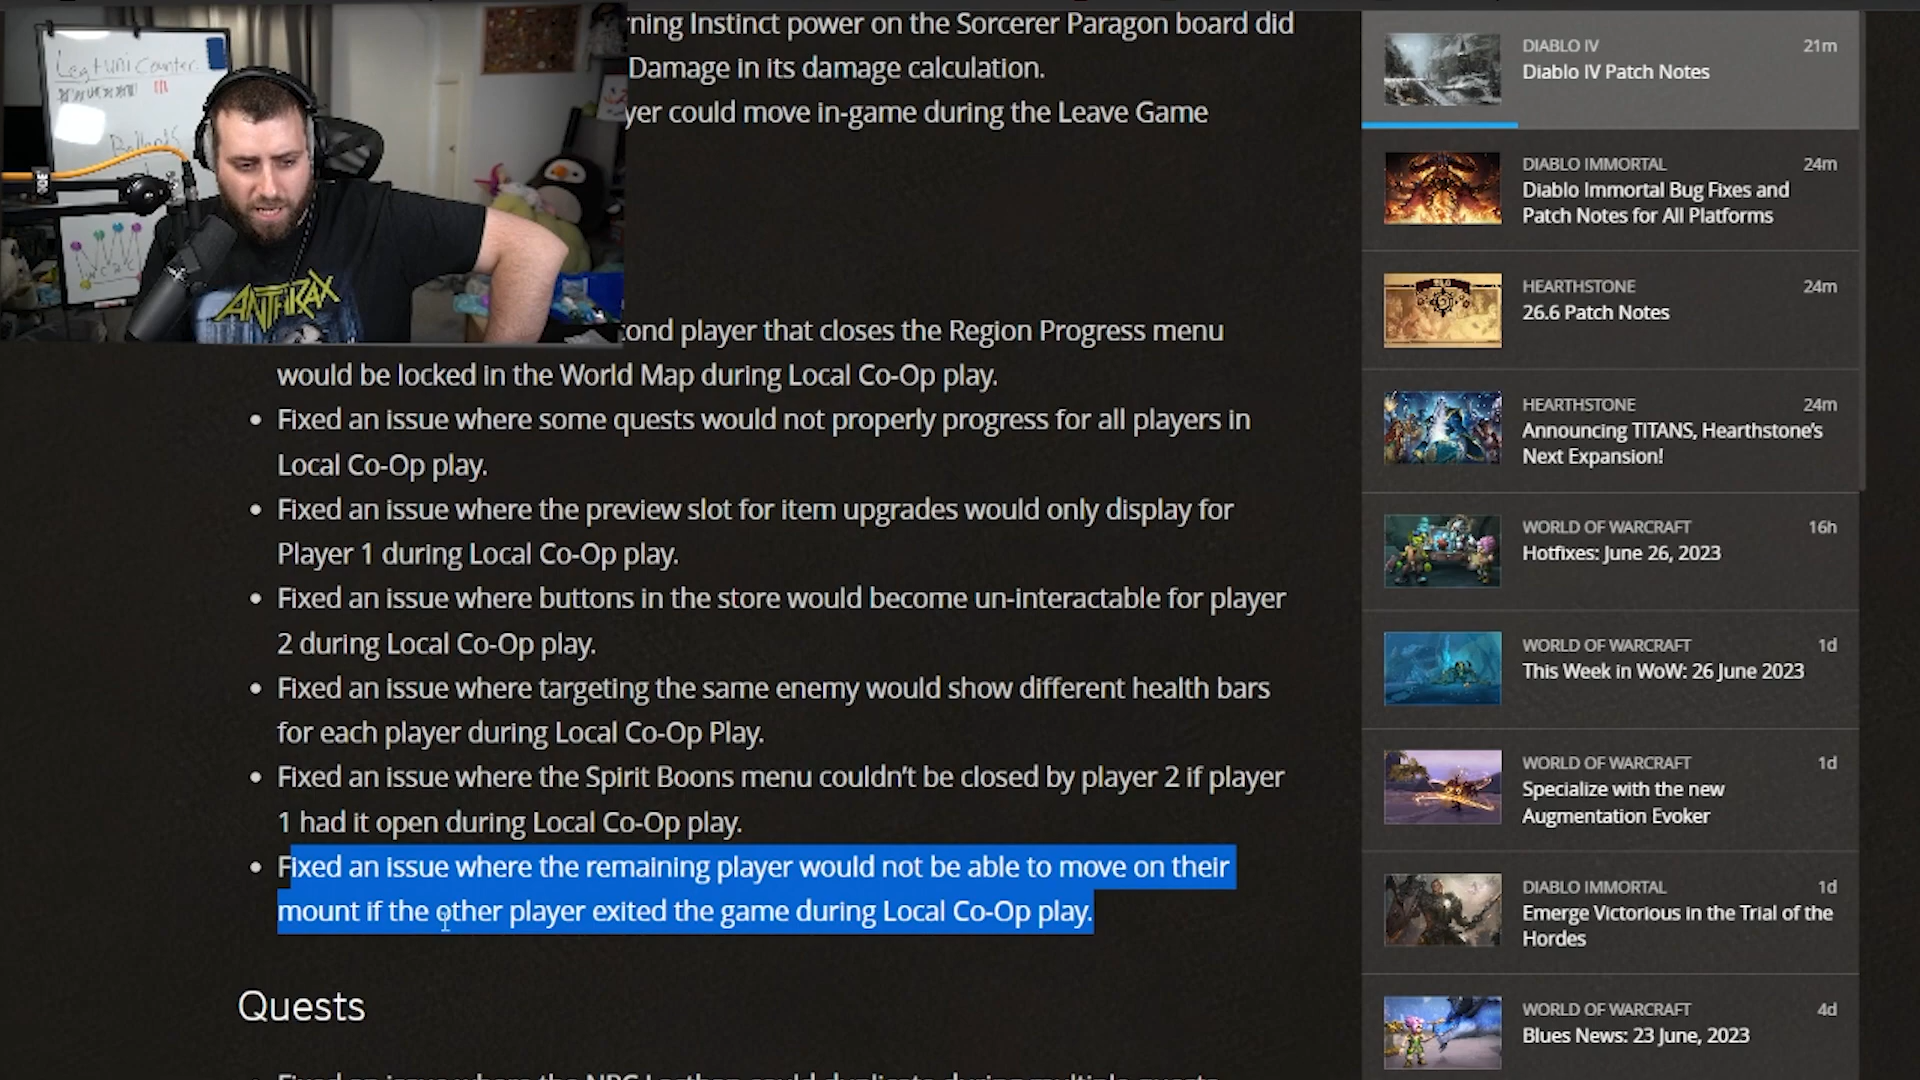 ning Instinct power on the Sorcerer Paragon board did
Damage in its damage calculation.
yer could move in-game during the Leave Game
ond player that closes the Region Progress menu
would be locked in the World Map during Local Co-Op play.
Fixed an issue where some quests would not properly progress for all players in
Local Co-Op play.
Fixed an issue where the preview slot for item upgrades would only display for
Player 1 during Local Co-Op play.
Fixed an issue where buttons in the store would become un-interactable for player
2 during Local Co-Op play.
Fixed an issue where targeting the same enemy would show different health bars
for each player during Local Co-Op Play.
Fixed an issue where the Spirit Boons menu couldn't be closed by player 2 if player
1 had it open during Local Co-Op play.
Fixed an issue where the remaining player would not be able to move on their
mount if the other player exited the game during Local Co-Op play.
Quests
DIABLO IV 21m
Diablo IV Patch Notes
DIABLO IMMORTAL 24m
Diablo Immortal Bug Fixes and
Patch Notes for All Platforms
HEARTHSTONE 24m
26.6 Patch Notes
HEARTHSTONE 24m
Announcing TITANS, Hearthstone's
Next Expansion!
WORLD OF WARCRAFT 16h
Hotfixes: June 26, 2023
WORLD OF WARCRAFT 1d
This Week in WoW: 26 June 2023
WORLD OF WARCRAFT 1d
Specialize with the new
Augmentation Evoker
DIABLO IMMORTAL 1d
Emerge Victorious in the Trial of the
Hordes
WORLD OF WARCRAFT 4d
Blues News: 23 June, 2023
Counter
ANTHRAX